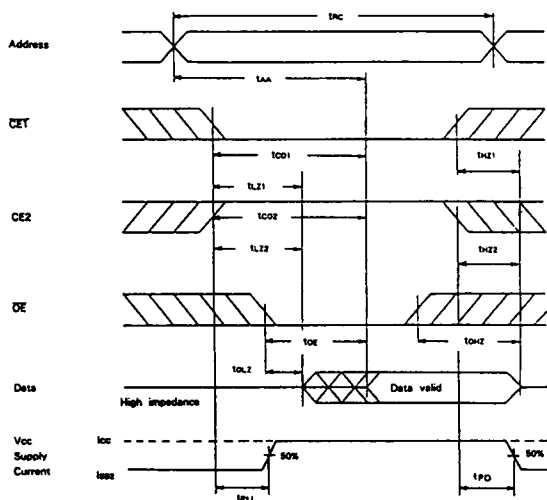 tRC
Address
tAA
CE1
tCO1
tHZ1
tLZ1
CE2
tCO2
tLZ2
tHZ2
OE
tOE
tOHZ
tOLZ
Data
Data valid
High impedance
Vcc Icc
Supply 50% 50%
Current ISB2
tPU tPD